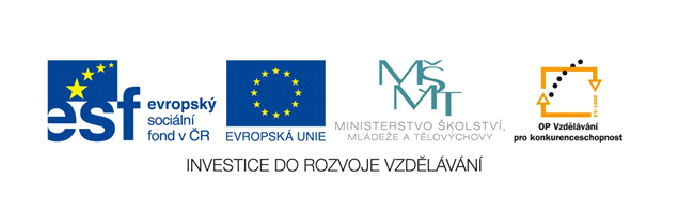 esf
evropský
sociální
fond v ČR
EVROPSKÁ UNIE
MŠMT
MINISTERSTVO ŠKOLSTVÍ,
MLÁDEŽE A TĚLOVÝCHOVY
OP Vzdělávání
pro konkurenceschopnost
INVESTICE DO ROZVOJE VZDĚLÁVÁNÍ